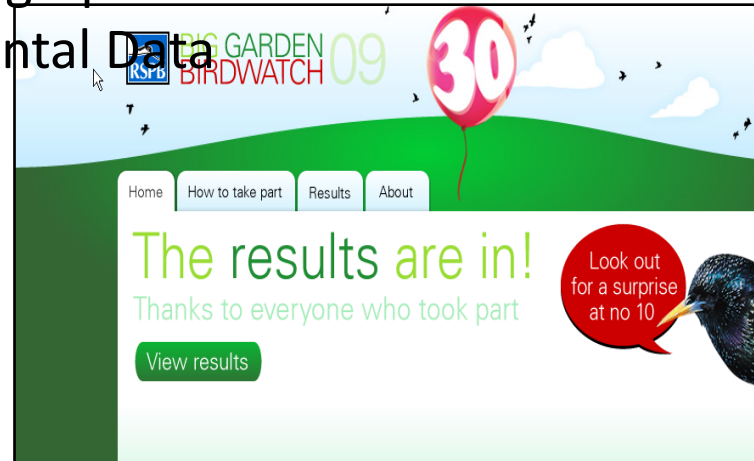 ntal Data
RSPB
BIG GARDEN
BIRDWATCH 09
30
Home How to take part Results About
The results are in!
Thanks to everyone who took part
View results
Look out
for a surprise
at no 10